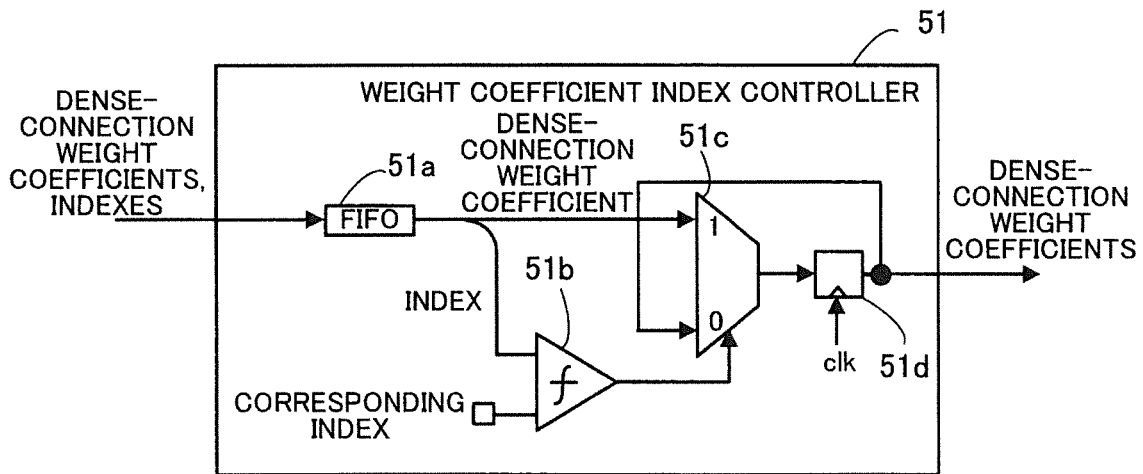 51
WEIGHT COEFFICIENT INDEX CONTROLLER
DENSE-
CONNECTION
WEIGHT
COEFFICIENTS,
INDEXES
51a
FIFO
DENSE-
CONNECTION
WEIGHT
COEFFICIENT
51c
1
0
51b
INDEX
CORRESPONDING
INDEX
clk
51d
DENSE-
CONNECTION
WEIGHT
COEFFICIENTS